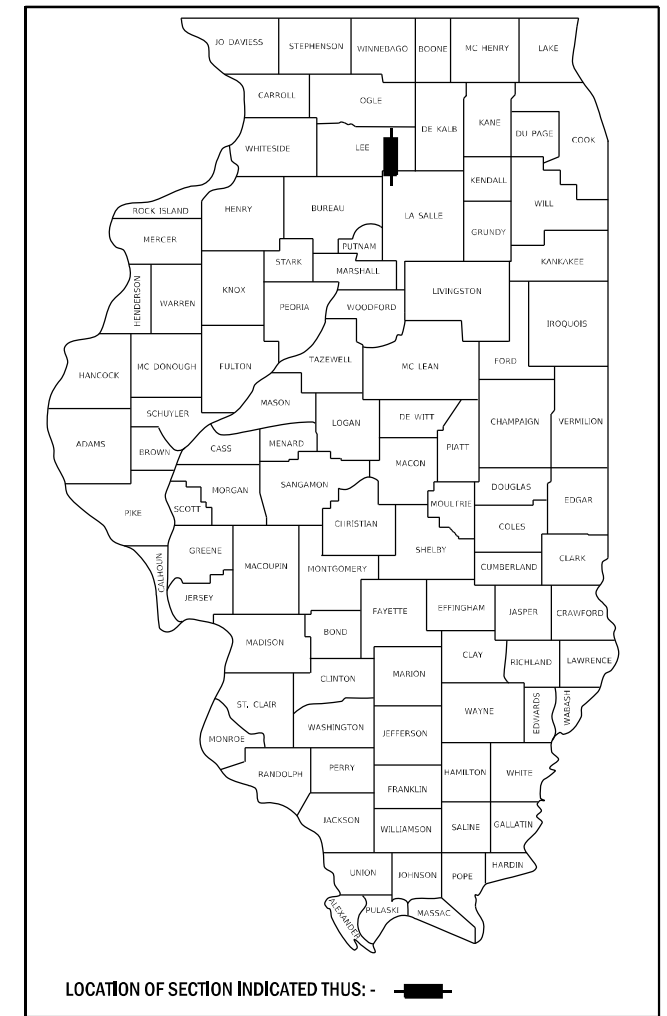 JO DAVIESS
STEPHENSON
WINNEBAGO
BOONE
MC HENRY
LAKE
CARROLL
OGLE
DE KALB
KANE
DU PAGE
COOK
WHITESIDE
LEE
KENDALL
WILL
ROCK ISLAND
HENRY
BUREAU
LA SALLE
GRUNDY
MERCER
PUTNAM
KANKAKEE
STARK
MARSHALL
HENDERSON
WARREN
KNOX
PEORIA
WOODFORD
LIVINGSTON
IROQUOIS
HANCOCK
MC DONOUGH
FULTON
TAZEWELL
MC LEAN
FORD
MASON
SCHUYLER
LOGAN
DE WITT
CHAMPAIGN
VERMILION
ADAMS
BROWN
CASS
MENARD
PIATT
MACON
PIKE
SCOTT
MORGAN
SANGAMON
MOULTRIE
DOUGLAS
EDGAR
CHRISTIAN
COLES
CALHOUN
GREENE
MACOUPIN
MONTGOMERY
SHELBY
CUMBERLAND
CLARK
JERSEY
FAYETTE
EFFINGHAM
JASPER
CRAWFORD
MADISON
BOND
CLAY
RICHLAND
LAWRENCE
CLINTON
MARION
ST. CLAIR
WAYNE
EDWARDS
WABASH
MONROE
WASHINGTON
JEFFERSON
RANDOLPH
PERRY
HAMILTON
WHITE
FRANKLIN
JACKSON
WILLIAMSON
SALINE
GALLATIN
UNION
JOHNSON
POPE
HARDIN
ALEXANDER
PULASKI
MASSAC
LOCATION OF SECTION INDICATED THUS: -